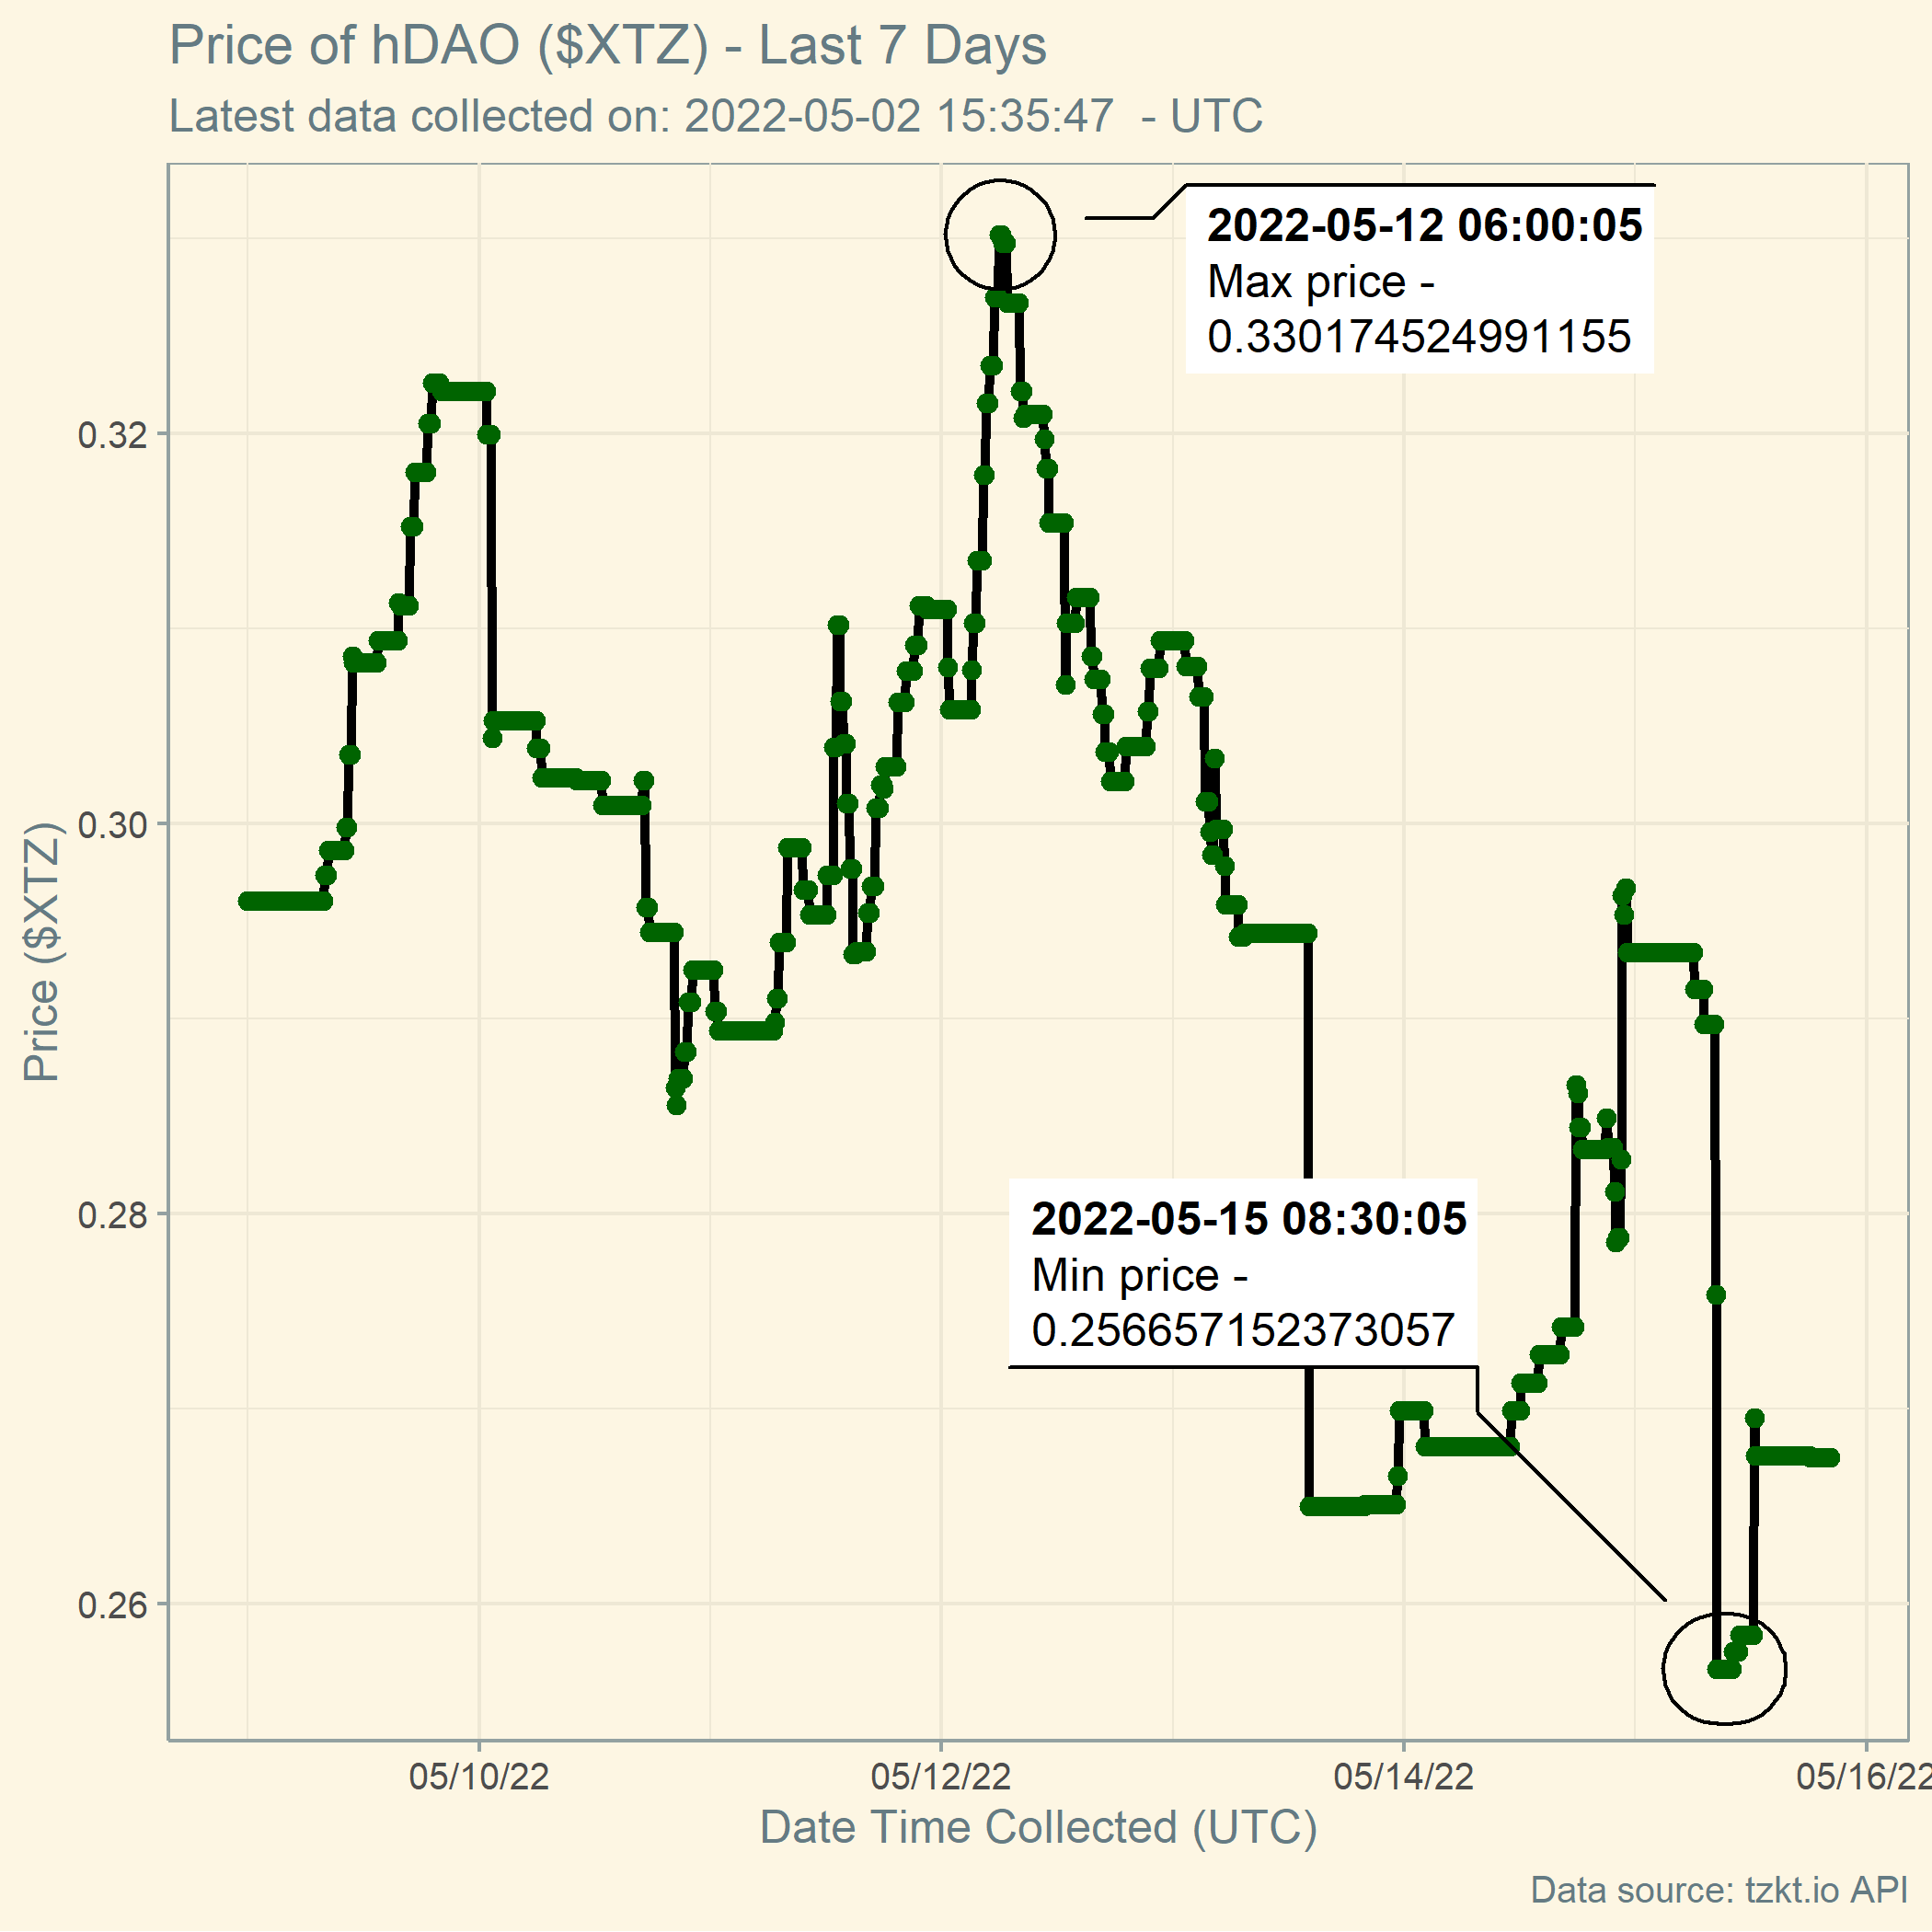 Price of hDAO ($XTZ) - Last 7 Days
Latest data collected on: 2022-05-02 15:35:47  - UTC
2022-05-12 06:00:05
Max price -
0.330174524991155
0.32
0.30
0.28
0.26
Price ($XTZ)
2022-05-15 08:30:05
Min price -
0.256657152373057
05/10/22
05/12/22
05/14/22
05/16/22
Date Time Collected (UTC)
Data source: tzkt.io API